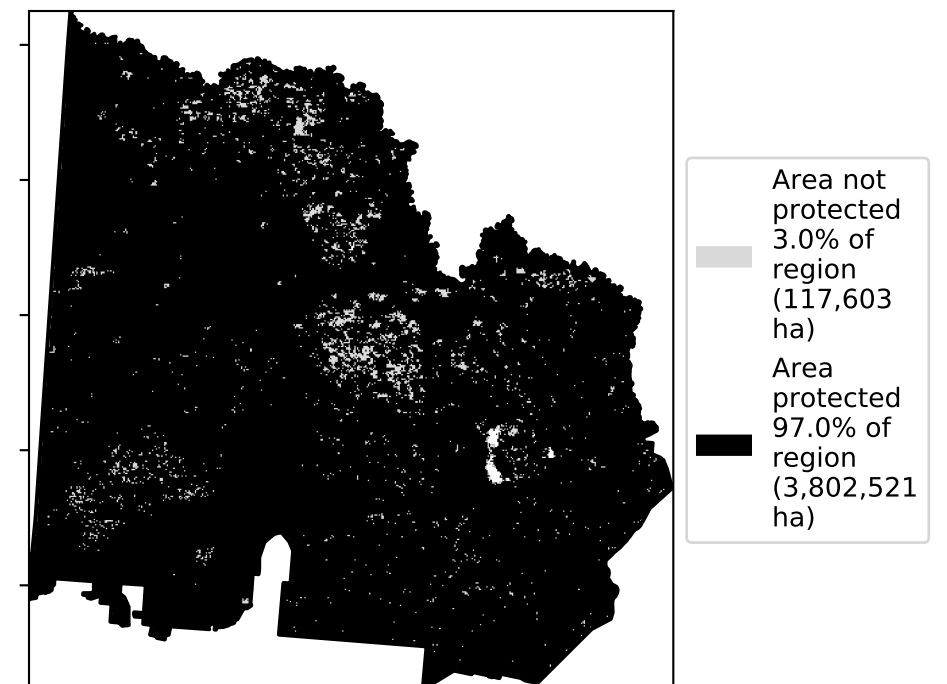 Area not
protected
3.0% of
region
(117,603
ha)
Area
protected
97.0% of
region
(3,802,521
ha)